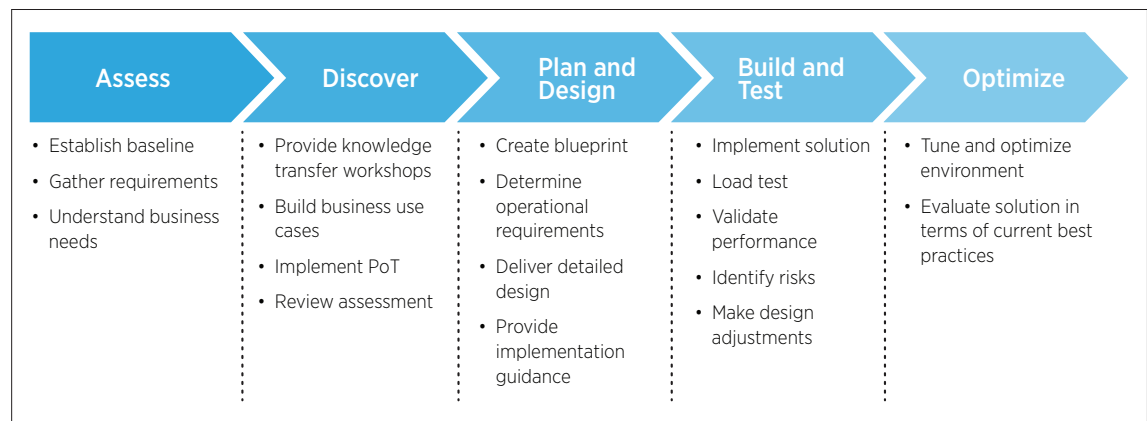 Assess
Discover
Plan and
Design
Build and
Test
Optimize
• Establish baseline
• Gather requirements
• Understand business
needs
• Provide knowledge
transfer workshops
• Build business use
cases
• Implement PoT
• Review assessment
• Create blueprint
• Determine
operational
requirements
• Deliver detailed
design
• Provide
implementation
guidance
• Implement solution
• Load test
• Validate
performance
• Identify risks
• Make design
adjustments
• Tune and optimize
environment
• Evaluate solution in
terms of current best
practices